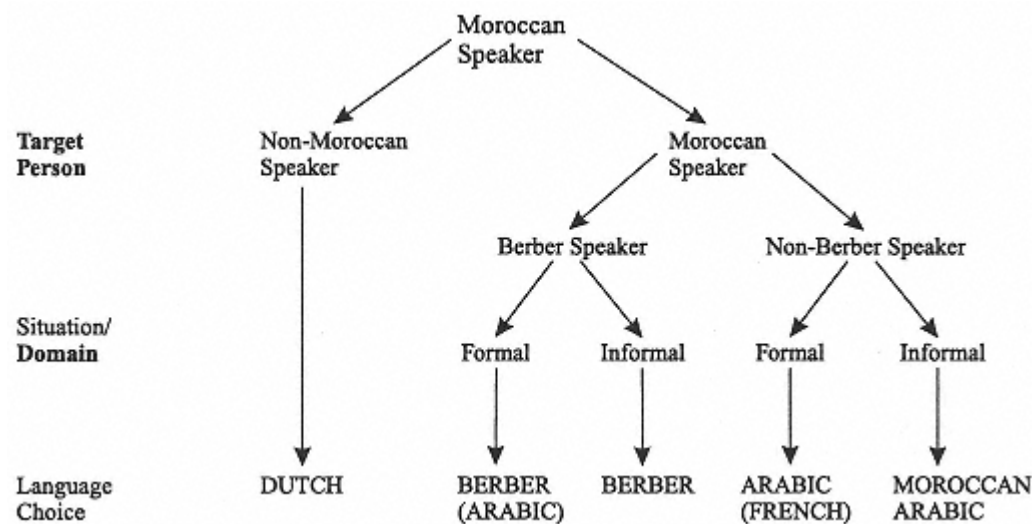 Moroccan
Speaker
Target
Person
Non-Moroccan
Speaker
Moroccan
Speaker
Berber Speaker
Non-Berber Speaker
Situation/
Domain
Formal
Informal
Formal
Informal
Language
Choice
DUTCH
BERBER
(ARABIC)
BERBER
ARABIC
(FRENCH)
MOROCCAN
ARABIC